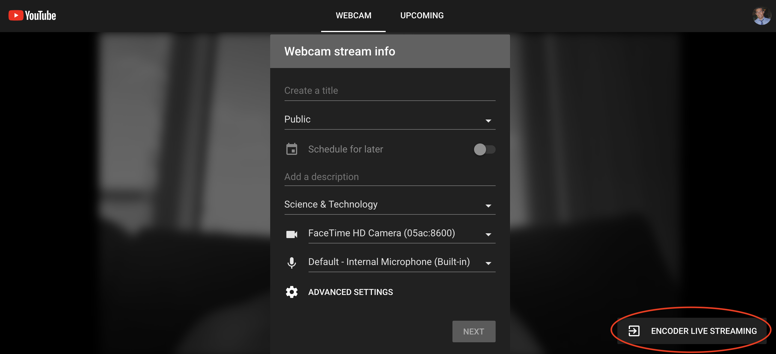 YouTube
WEBCAM
UPCOMING
Webcam stream info
Create a title
Public
Schedule for later
Add a description
Science & Technology
FaceTime HD Camera (05ac:8600)
Default - Internal Microphone (Built-in)
ADVANCED SETTINGS
NEXT
ENCODER LIVE STREAMING